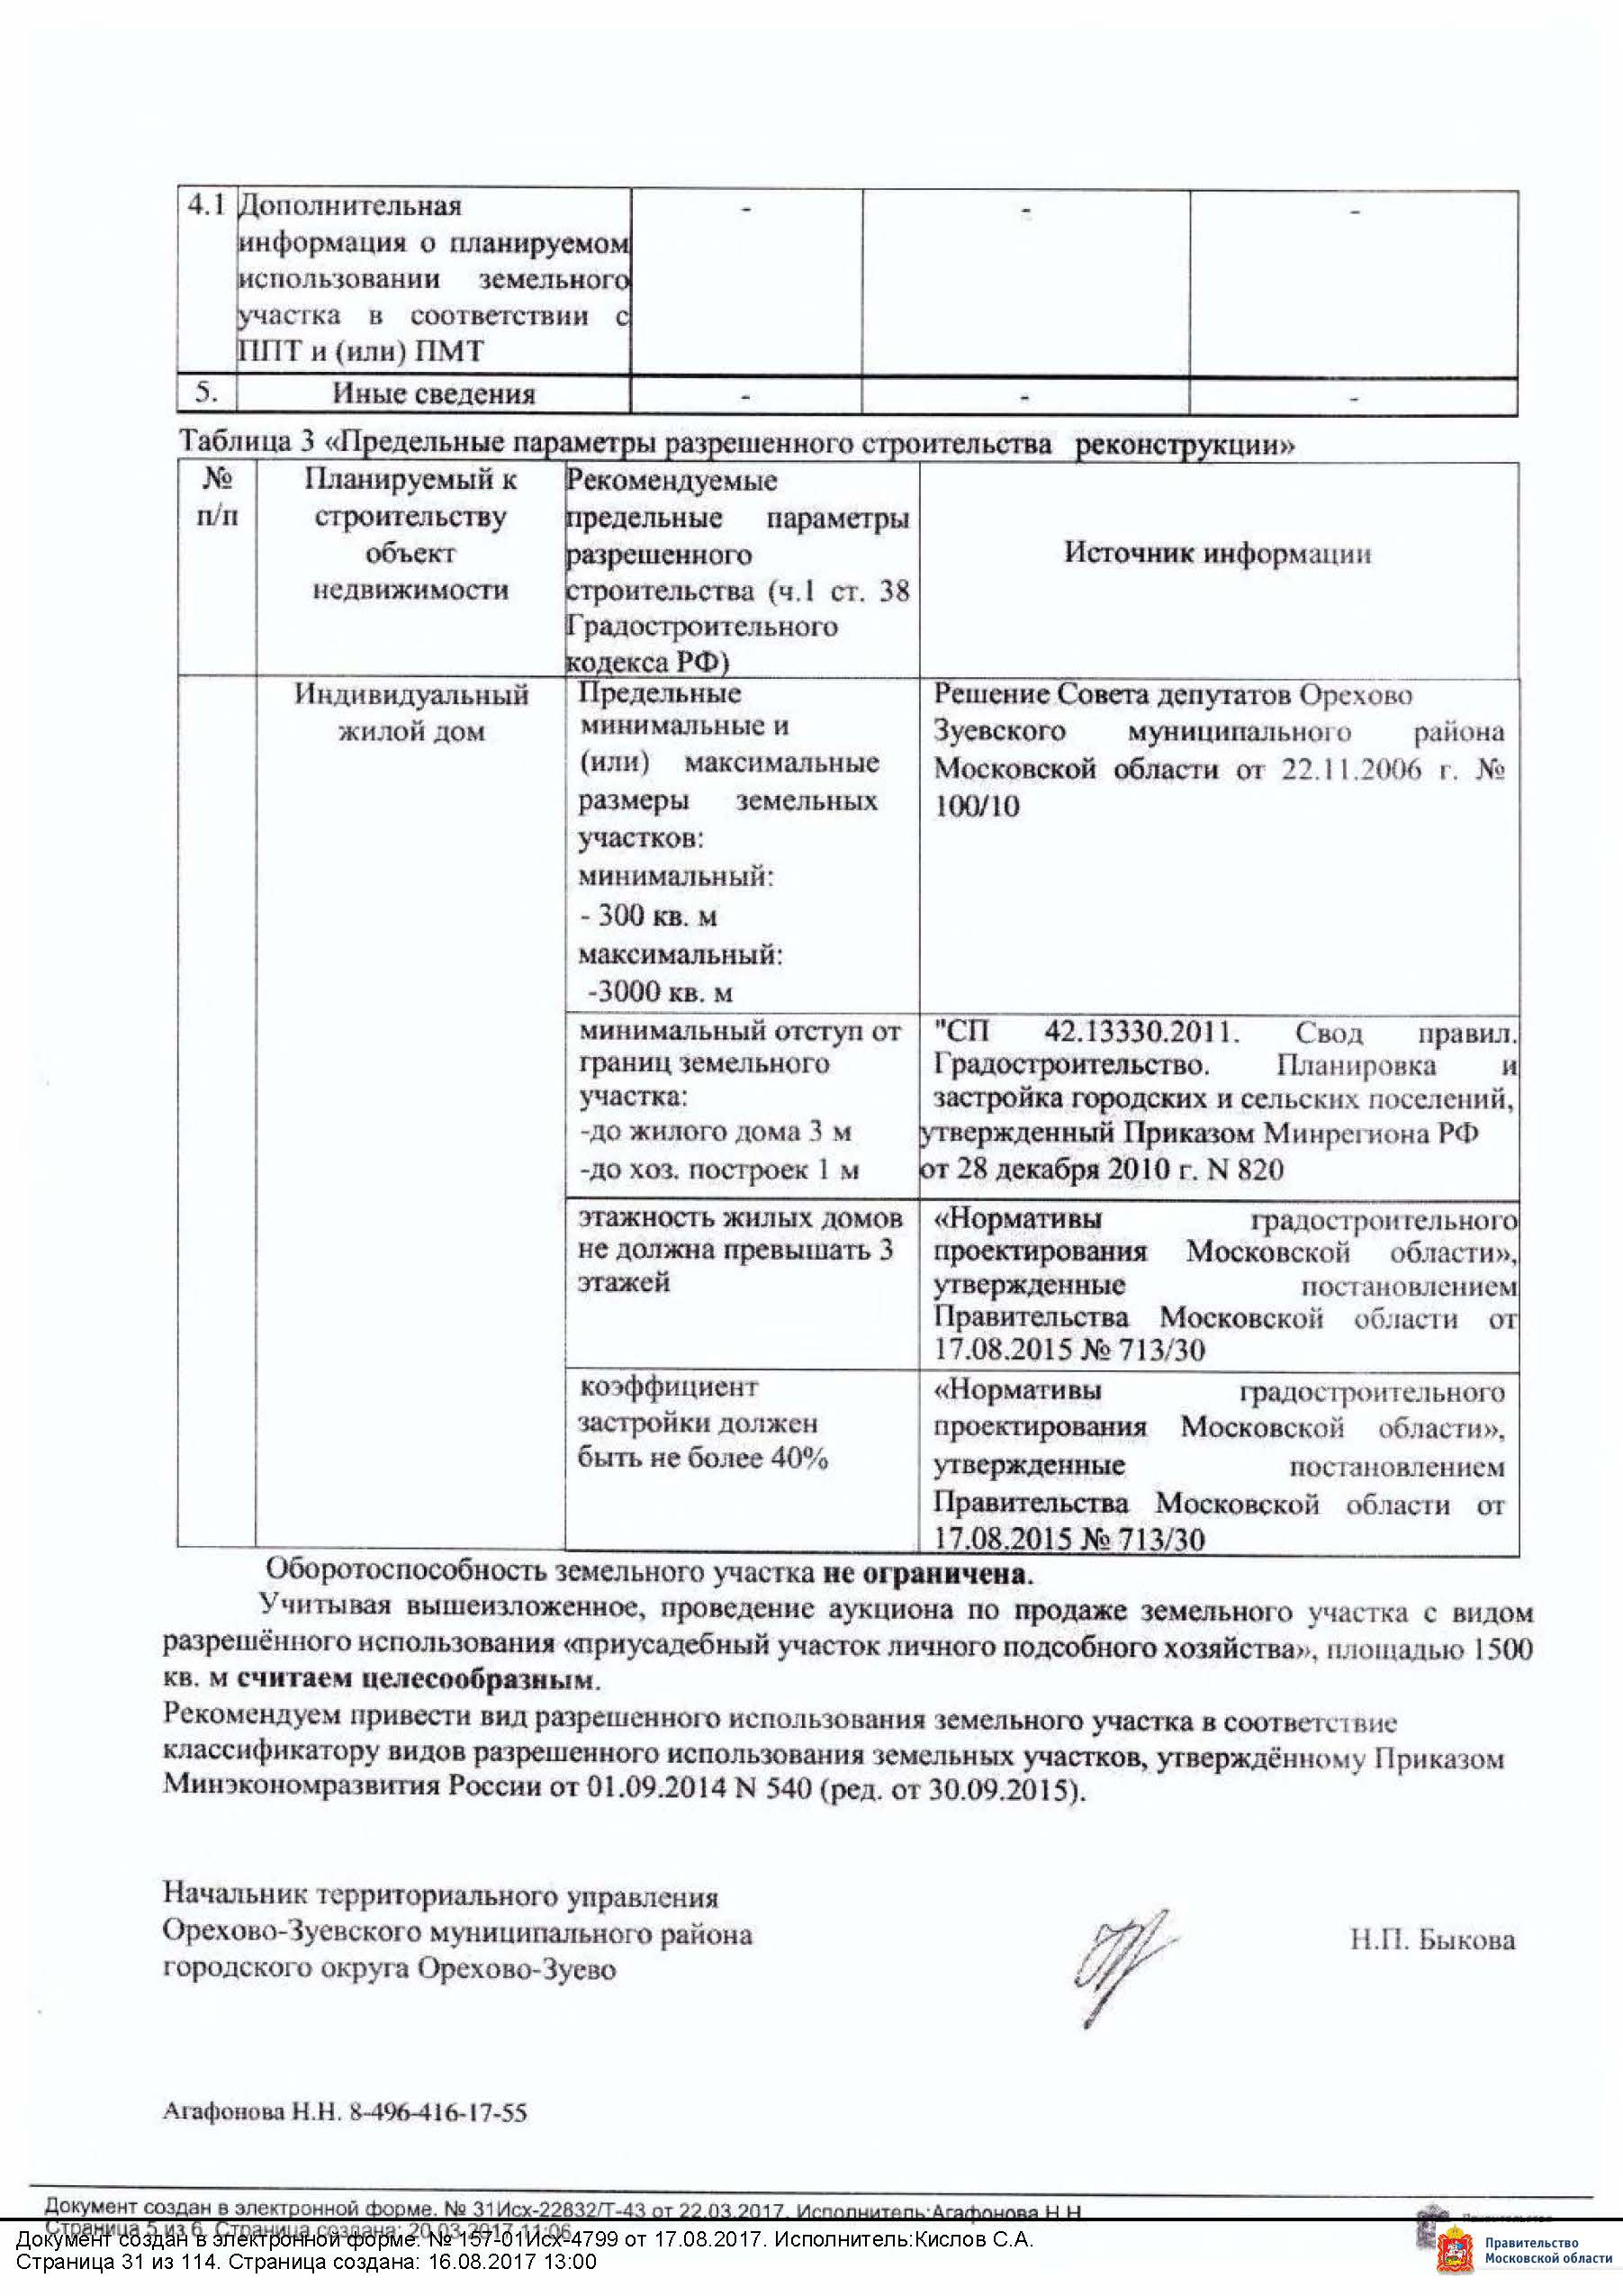 4.1 Дополнительная - - -
информация о планируемом
использовании земельного
участка в соответствии с
ППТ и (или) ПМТ
5. Иные сведения - - -
Таблица 3 «Предельные параметры разрешенного строительства реконструкции»
№
п/п
Планируемый к
строительству
объект
недвижимости
Рекомендуемые
предельные параметры
разрешенного
строительства (ч.1 ст. 38
Градостроительного
кодекса РФ)
Источник информации
Индивидуальный
жилой дом
Предельные
минимальные и
(или) максимальные
размеры земельных
участков:
минимальный:
- 300 кв. м
максимальный:
-3000 кв. м
Решение Совета депутатов Орехово
Зуевского муниципального района
Московской области от 22.11.2006 г. №
100/10
минимальный отступ от
границ земельного
участка:
-до жилого дома 3 м
-до хоз. построек 1 м
"СП 42.13330.2011. Свод правил.
Градостроительство. Планировка и
застройка городских и сельских поселений,
утвержденный Приказом Минрегиона РФ
от 28 декабря 2010 г. N 820
этажность жилых домов
не должна превышать 3
этажей
«Нормативы градостроительного
проектирования Московской области»,
утвержденные постановлением
Правительства Московской области от
17.08.2015 № 713/30
коэффициент
застройки должен
быть не более 40%
«Нормативы градостроительного
проектирования Московской области»,
утвержденные постановлением
Правительства Московской области от
17.08.2015 № 713/30
Оборотоспособность земельного участка не ограничена.
Учитывая вышеизложенное, проведение аукциона по продаже земельного участка с видом
разрешённого использования «приусадебный участок личного подсобного хозяйства», площадью 1500
кв. м считаем целесообразным.
Рекомендуем привести вид разрешенного использования земельного участка в соответствие
классификатору видов разрешенного использования земельных участков, утверждённому Приказом
Минэкономразвития России от 01.09.2014 N 540 (ред. от 30.09.2015).
Начальник территориального управления
Орехово-Зуевского муниципального района
городского округа Орехово-Зуево
Н.П. Быкова
Агафонова Н.Н. 8-496-416-17-55
Документ создан в электронной форме. № 31Исх-22832/Т-43 от 22.03.2017. Исполнитель:Агафонова Н.Н.
Страница 5 из 6. Страница создана: 20.03.2017 11:06
Документ создан в электронной форме. № 157-01Исх-4799 от 17.08.2017. Исполнитель:Кислов С.А.
Страница 31 из 114. Страница создана: 16.08.2017 13:00
Правительство
Московской области